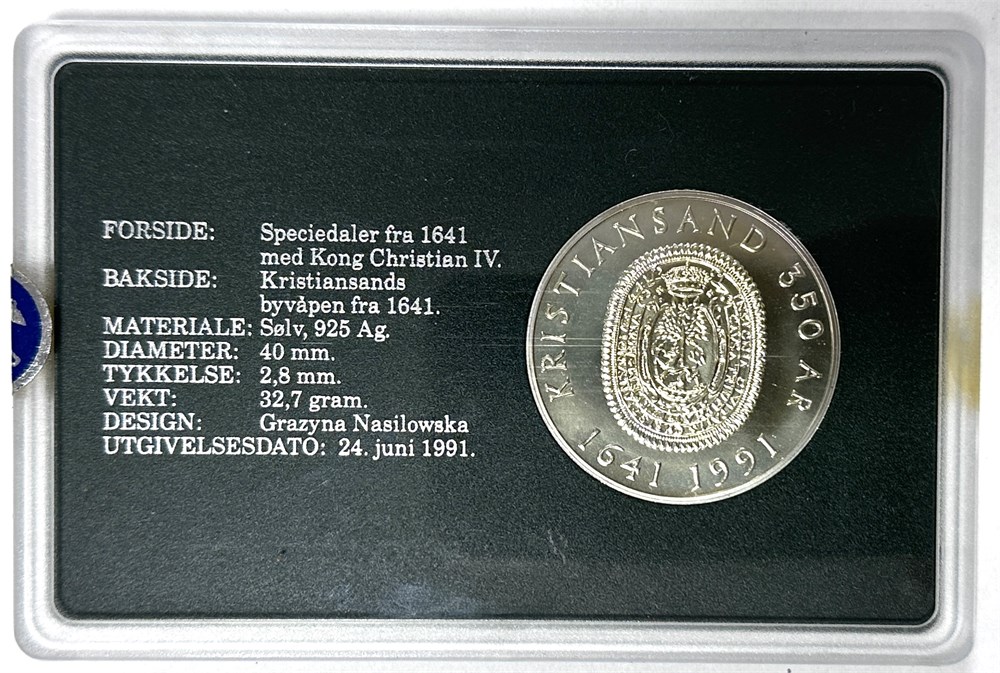 FORSIDE: Speciedaler fra 1641
med Kong Christian IV.
BAKSIDE: Kristiansands
byvåpen fra 1641.
MATERIALE: Sølv, 925 Ag.
DIAMETER: 40 mm.
TYKKELSE: 2,8 mm.
VEKT: 32,7 gram.
DESIGN: Grazyna Nasilowska
UTGIVELSESDATO: 24. juni 1991.
KRISTIANSAND 350 ÅR
1641 1991